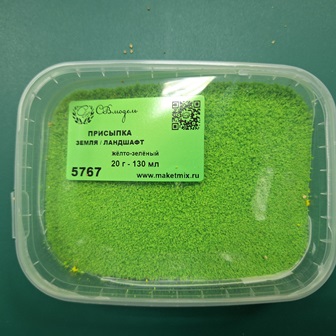 СВмодель
ПРИСЫПКА
ЗЕМЛЯ / ЛАНДШАФТ
жёлто-зелёный
20 г - 130 мл
5767
www.maketmix.ru